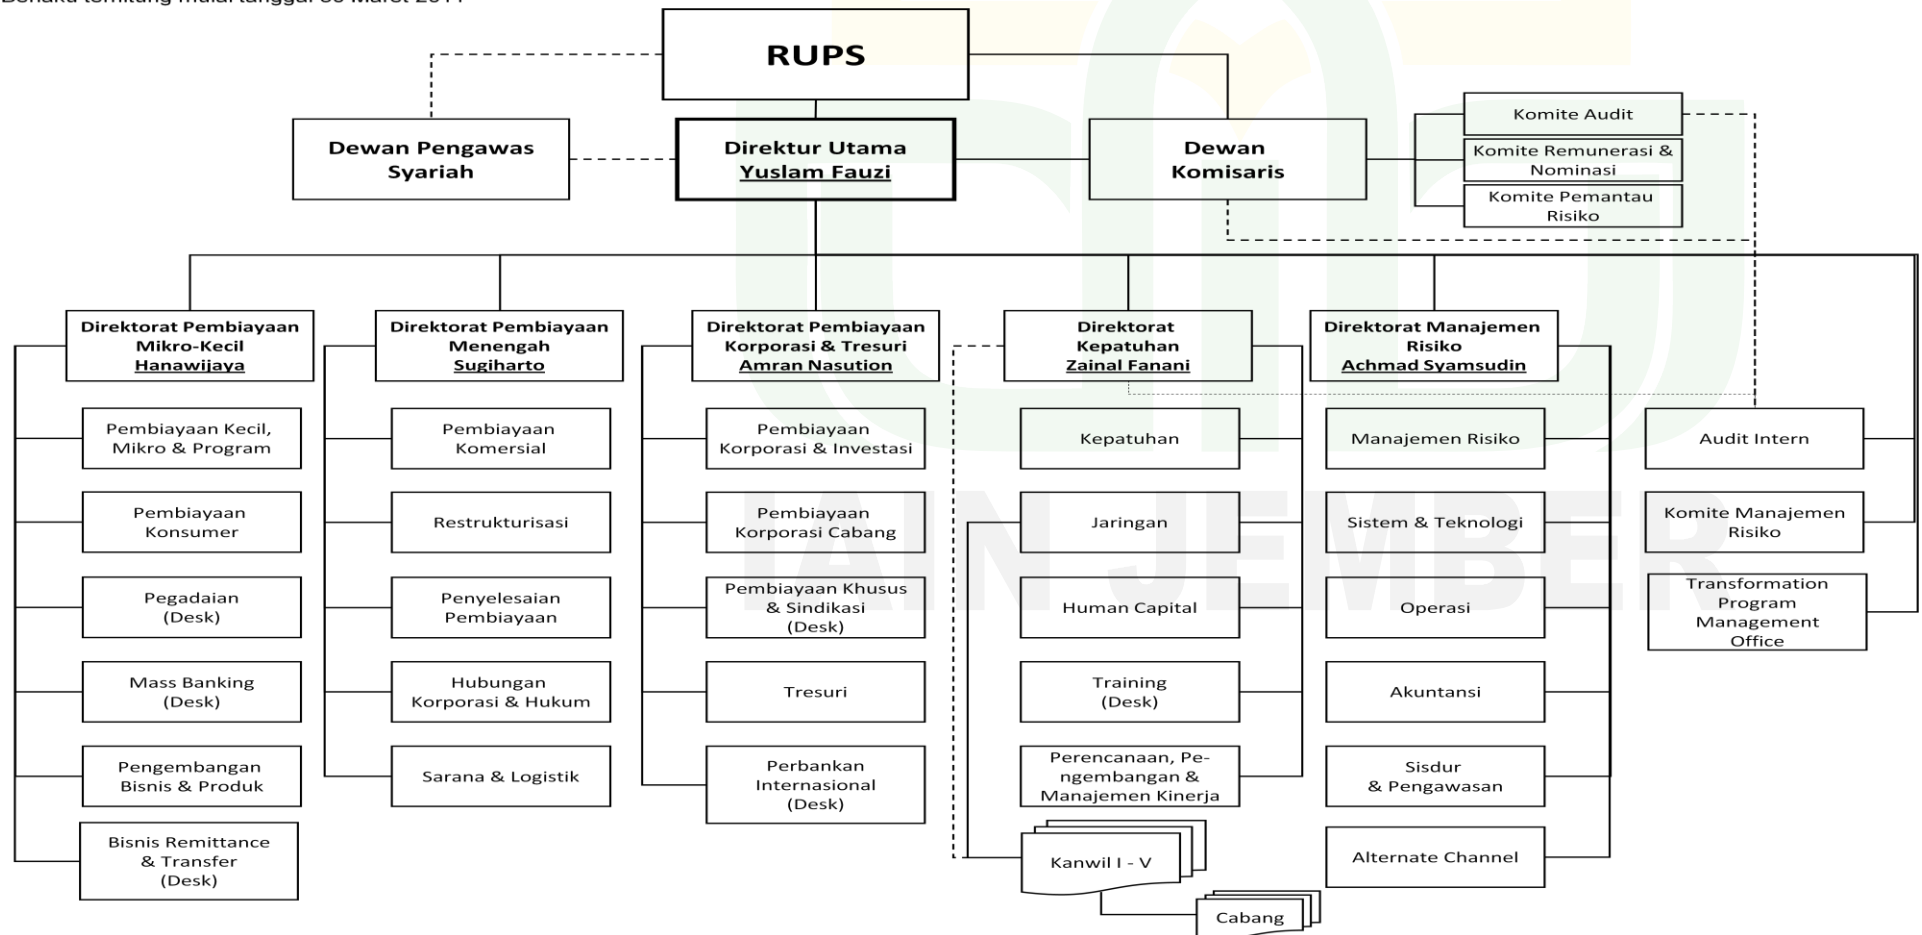 RUPS
Dewan Pengawas
Syariah
Direktur Utama
Yuslam Fauzi
Dewan
Komisaris
Komite Audit
Komite Remunerasi &
Nominasi
Komite Pemantau
Risiko
Direktorat Pembiayaan
Mikro-Kecil
Hanawijaya
Direktorat Pembiayaan
Menengah
Sugiharto
Direktorat Pembiayaan
Korporasi & Tresuri
Amran Nasution
Direktorat
Kepatuhan
Zainal Fanani
Direktorat Manajemen
Risiko
Achmad Syamsudin
Pembiayaan Kecil,
Mikro & Program
Pembiayaan
Konsumer
Pegadaian
(Desk)
Mass Banking
(Desk)
Pengembangan
Bisnis & Produk
Bisnis Remittance
& Transfer
(Desk)
Pembiayaan
Komersial
Restrukturisasi
Penyelesaian
Pembiayaan
Hubungan
Korporasi & Hukum
Sarana & Logistik
Pembiayaan
Korporasi & Investasi
Pembiayaan
Korporasi Cabang
Pembiayaan Khusus
& Sindikasi
(Desk)
Tresuri
Perbankan
Internasional
(Desk)
Kepatuhan
Jaringan
Human Capital
Training
(Desk)
Perencanaan, Pe-
ngembangan &
Manajemen Kinerja
Kanwil I - V
Cabang
Manajemen Risiko
Sistem & Teknologi
Operasi
Akuntansi
Sisdur
& Pengawasan
Alternate Channel
Audit Intern
Komite Manajemen
Risiko
Transformation
Program
Management
Office
IAIN JEMBER